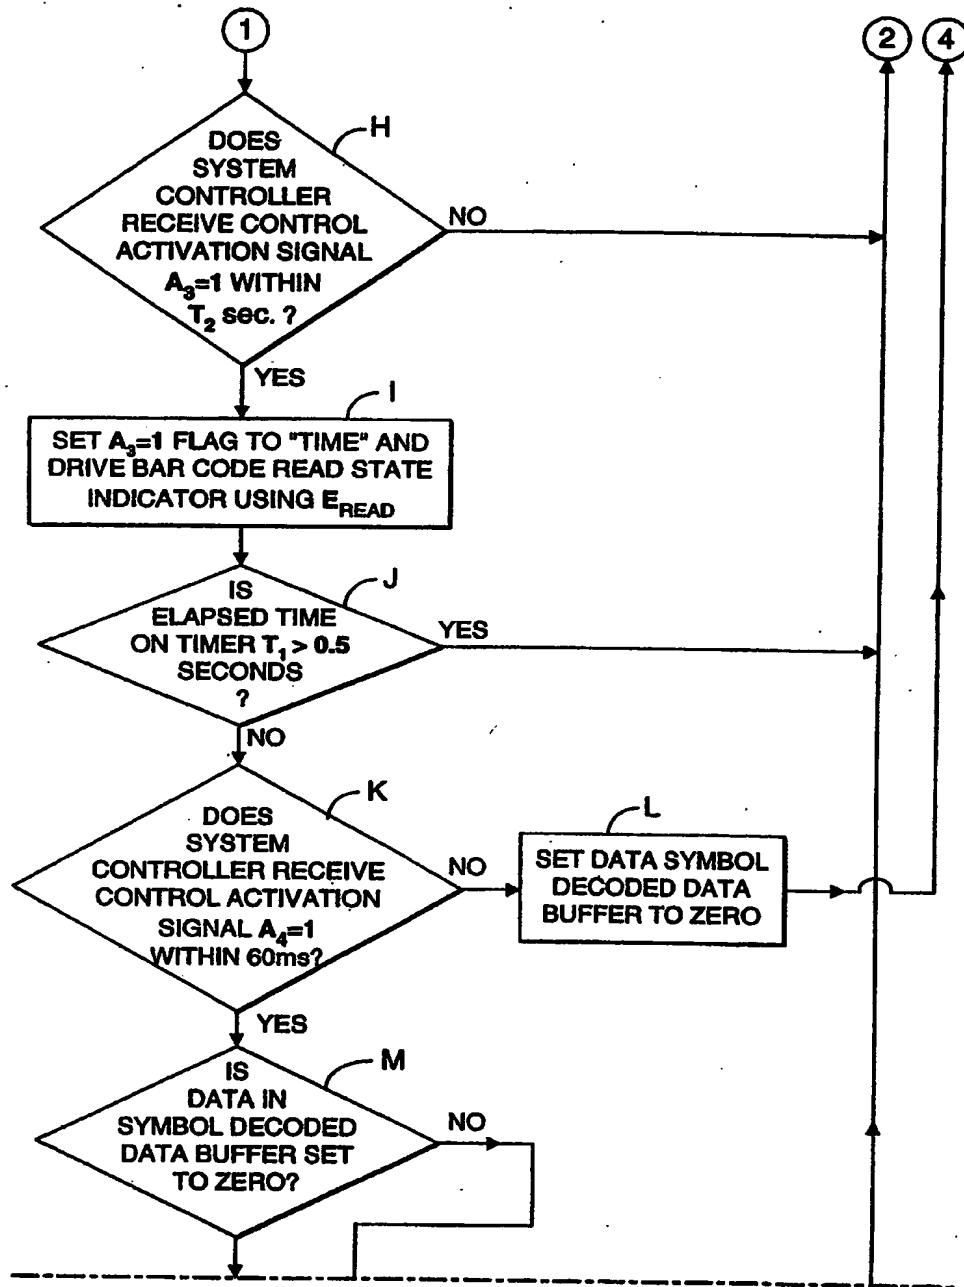 1
2
4
H
DOES
SYSTEM
CONTROLLER
RECEIVE CONTROL
ACTIVATION SIGNAL
A3=1 WITHIN
T2 sec. ?
NO
YES
I
SET A3=1 FLAG TO "TIME" AND
DRIVE BAR CODE READ STATE
INDICATOR USING EREAD
J
IS
ELAPSED TIME
ON TIMER T1 > 0.5
SECONDS
?
YES
NO
K
DOES
SYSTEM
CONTROLLER RECEIVE
CONTROL ACTIVATION
SIGNAL A4=1
WITHIN 60ms?
NO
L
SET DATA SYMBOL
DECODED DATA
BUFFER TO ZERO
YES
M
IS
DATA IN
SYMBOL DECODED
DATA BUFFER SET
TO ZERO?
NO